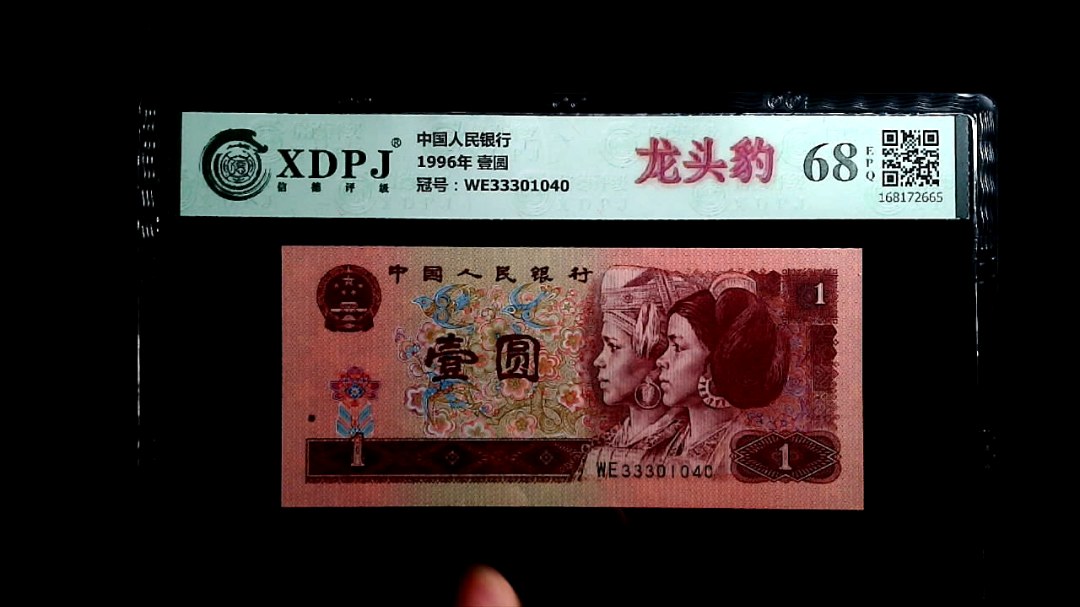 XDPJ®
信德评级
中国人民银行
1996年 壹圆
冠号：WE33301040
龙头豹
68
EPQ
168172665
中国人民银行
1
壹圆
1
WE33301040
1